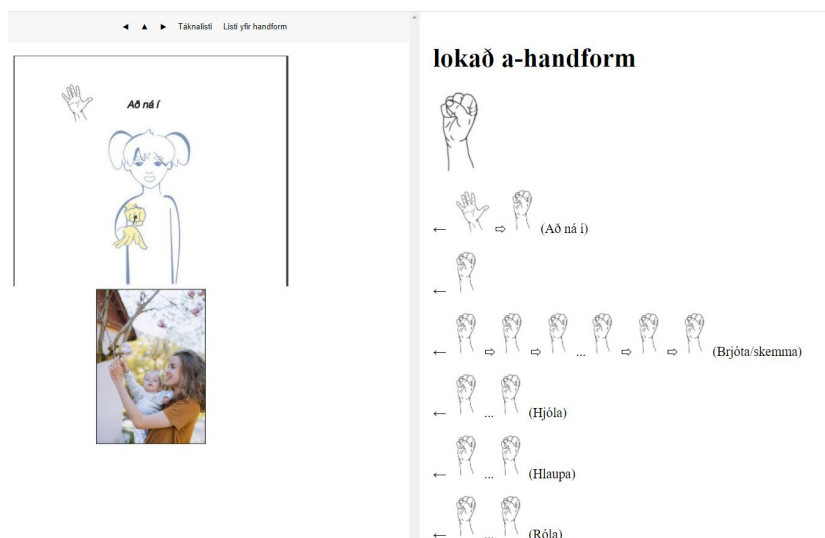 ◄ ▲ ► Táknalisti Listi yfir handform
Að ná í
lokað a-handform
← ⇨ (Að ná í)
←
← ⇨ ⇨ ... ⇨ ⇨ (Brjóta/skemma)
← ... (Hjóla)
← ... (Hlaupa)
← ... (Róla)